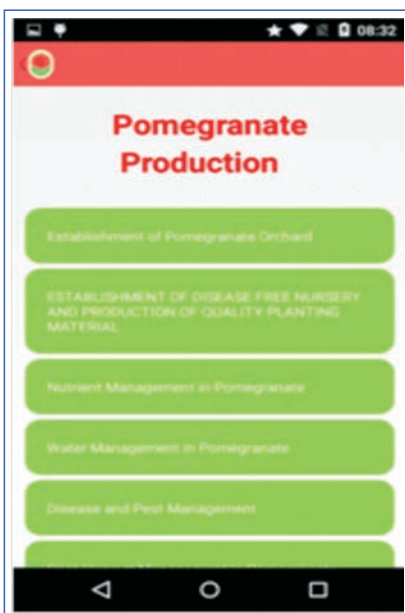 08:32
Pomegranate
Production
Establishment of Pomegranate Orchard
ESTABLISHMENT OF DISEASE FREE NURSERY
AND PRODUCTION OF QUALITY PLANTING
MATERIAL
Nutrient Management in Pomegranate
Water Management in Pomegranate
Disease and Pest Management